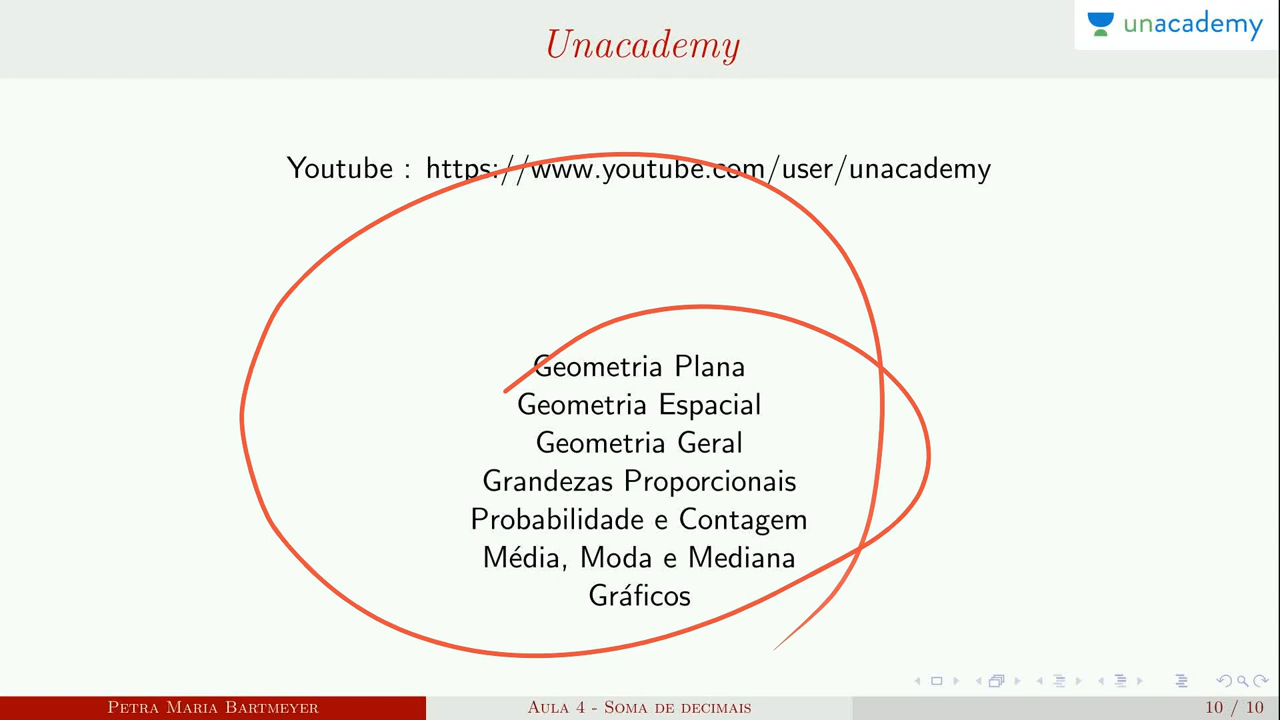 Unacademy
unacademy
Youtube : https://www.youtube.com/user/unacademy
Geometria Plana
Geometria Espacial
Geometria Geral
Grandezas Proporcionais
Probabilidade e Contagem
Média, Moda e Mediana
Gráficos
Petra Maria Bartmeyer
Aula 4 - Soma de decimais
10 / 10